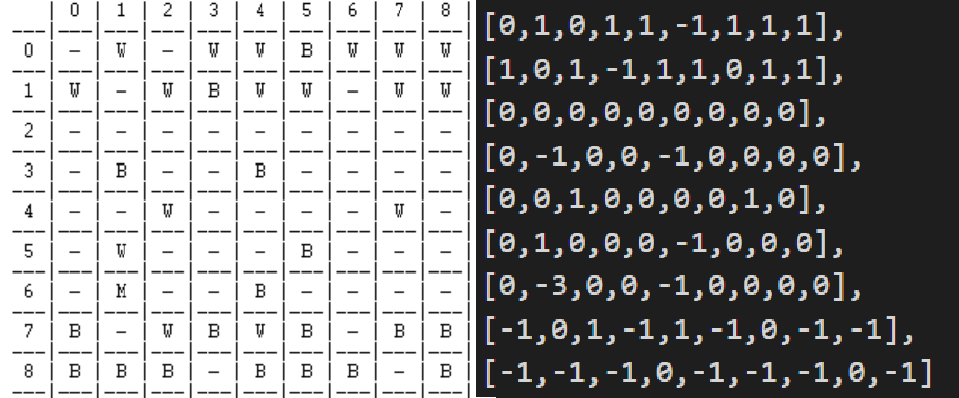 | 0 | 1 | 2 | 3 | 4 | 5 | 6 | 7 | 8
0 | – | W | – | W | W | B | W | W | W
1 | W | – | W | B | W | W | – | W | W
2 | – | – | – | – | – | – | – | – | –
3 | – | B | – | – | B | – | – | – | –
4 | – | – | W | – | – | – | – | W | –
5 | – | W | – | – | – | B | – | – | –
6 | – | M | – | – | B | – | – | – | –
7 | B | – | W | B | W | B | – | B | B
8 | B | B | B | – | B | B | B | – | B
[0,1,0,1,1,-1,1,1,1],
[1,0,1,-1,1,1,0,1,1],
[0,0,0,0,0,0,0,0,0],
[0,-1,0,0,-1,0,0,0,0],
[0,0,1,0,0,0,0,1,0],
[0,1,0,0,0,-1,0,0,0],
[0,-3,0,0,-1,0,0,0,0],
[-1,0,1,-1,1,-1,0,-1,-1],
[-1,-1,-1,0,-1,-1,-1,0,-1]